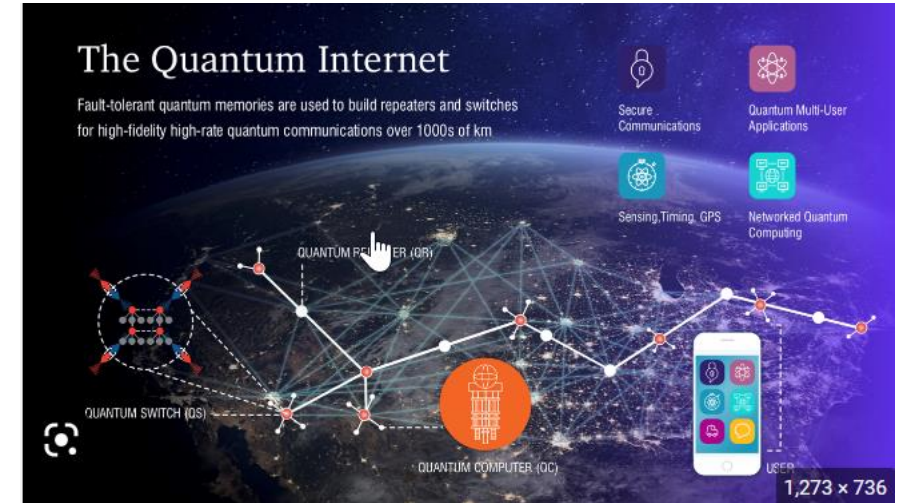 The Quantum Internet
Fault-tolerant quantum memories are used to build repeaters and switches
for high-fidelity high-rate quantum communications over 1000s of km
Secure
Communications
Quantum Multi-User
Applications
Sensing,Timing, GPS
Networked Quantum
Computing
QUANTUM (QR)
QUANTUM SWITCH (QS)
QUANTUM COMPUTER (QC)
USER
1,273 × 736